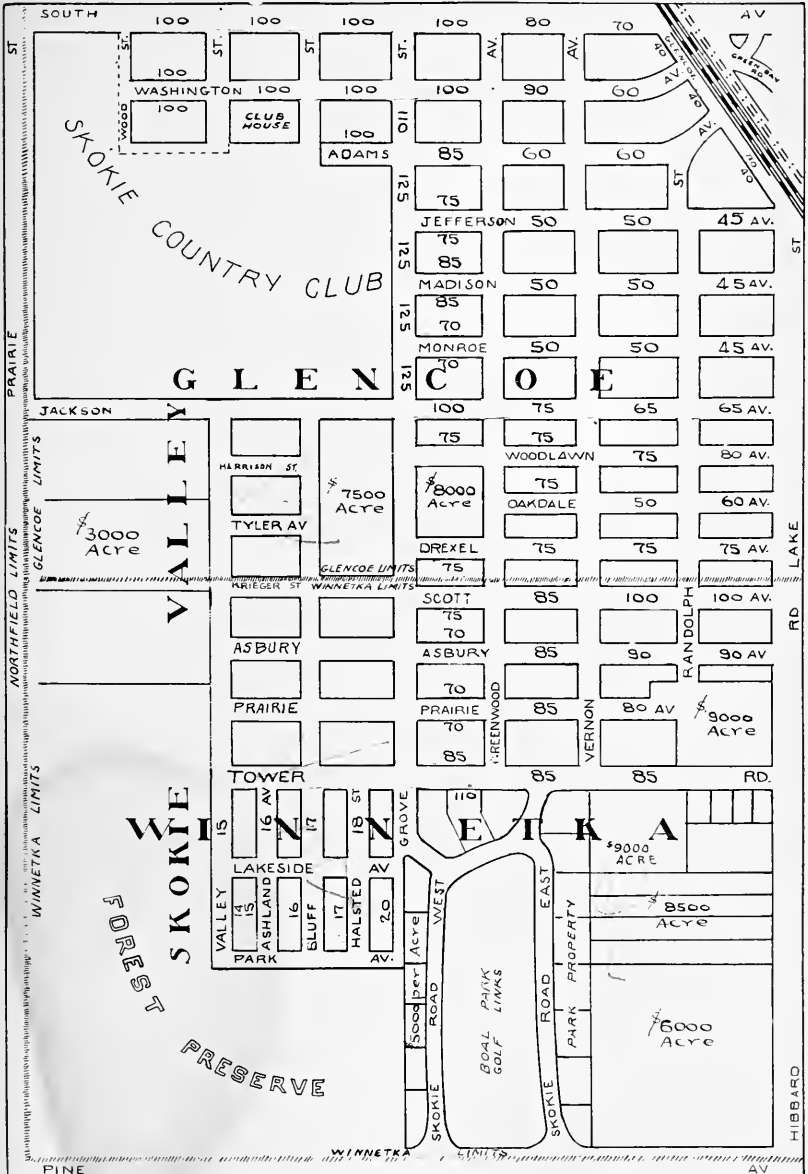 SOUTH 100 100 100 100 80 70 AV
ST ST. ST. ST. AV. AV. 40 GLENCOE GREEN BAY RD
100 AV.
WASHINGTON 100 100 100 90 60 40
WOOD 100 CLUB HOUSE 100 110 AV.
ADAMS 85 60 60 40
SKOKIE COUNTRY CLUB
125 75 ST
JEFFERSON 50 50 45 AV.
125 75 ST
85
MADISON 50 50 45 AV.
125 85
70
PRAIRIE
MONROE 50 50 45 AV.
125 70
GLENCOE
JACKSON 100 75 65 65 AV.
75 75
WOODLAWN 75 80 AV.
HARRISON ST.
$7500 Acre
$8000 Acre
75
OAKDALE 50 60 AV.
$3000 Acre
TYLER AV
DREXEL 75 75 75 AV.
75
GLENCOE LIMITS
GLENCOE LIMITS
NORTHFIELD LIMITS
LAKE RD
KRIEGER ST WINNETKA LIMITS
SCOTT 85 100 100 AV.
75
70
RANDOLPH
ASBURY ASBURY 85 90 90 AV
70
GREENWOOD
VERNON
$9000 Acre
PRAIRIE PRAIRIE 85 80 AV
70
85
SKOKIE VALLEY
TOWER 85 85 RD.
WINNETKA LIMITS
15 16 AV 17 18 ST GROVE 110
WINNETKA
$9000 ACRE
LAKESIDE AV
VALLEY 14 15 ASHLAND 16 BLUFF 17 HALSTED 20
PARK AV.
$8500 Acre
$5000 per Acre
SKOKIE ROAD WEST
BOAL PARK GOLF LINKS
SKOKIE ROAD EAST
PARK PROPERTY
$6000 Acre
FOREST PRESERVE
HIBBARD
WINNETKA LIMITS
PINE AV